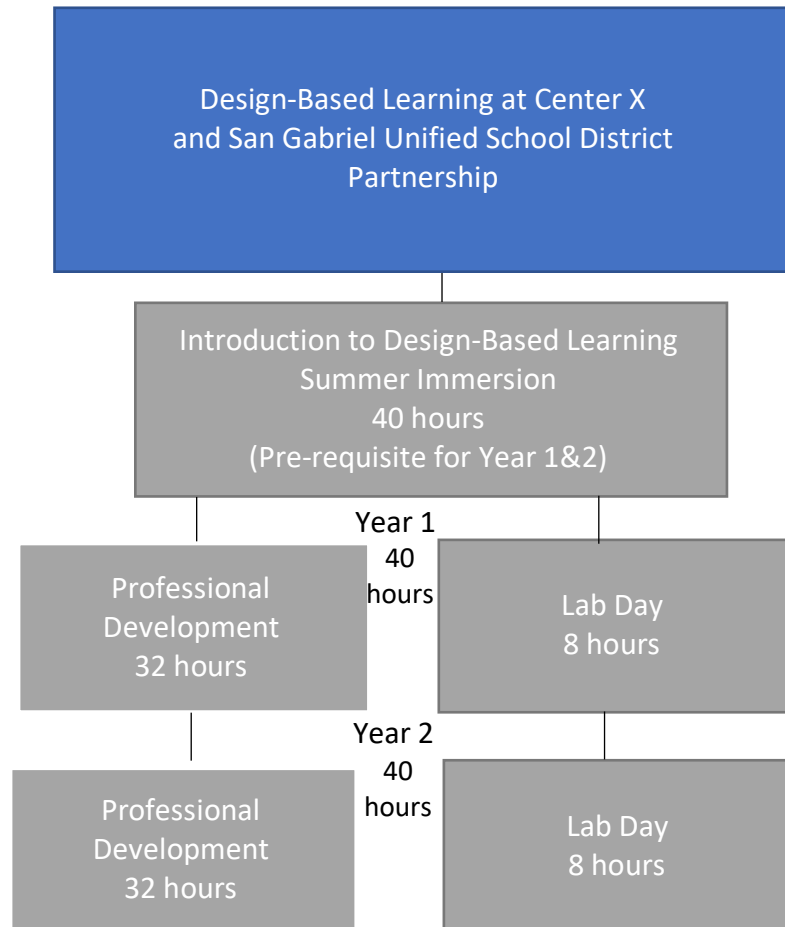 Design-Based Learning at Center X
and San Gabriel Unified School District
Partnership
Introduction to Design-Based Learning
Summer Immersion
40 hours
(Pre-requisite for Year 1&2)
Year 1
40
hours
Professional
Development
32 hours
Lab Day
8 hours
Year 2
40
hours
Professional
Development
32 hours
Lab Day
8 hours